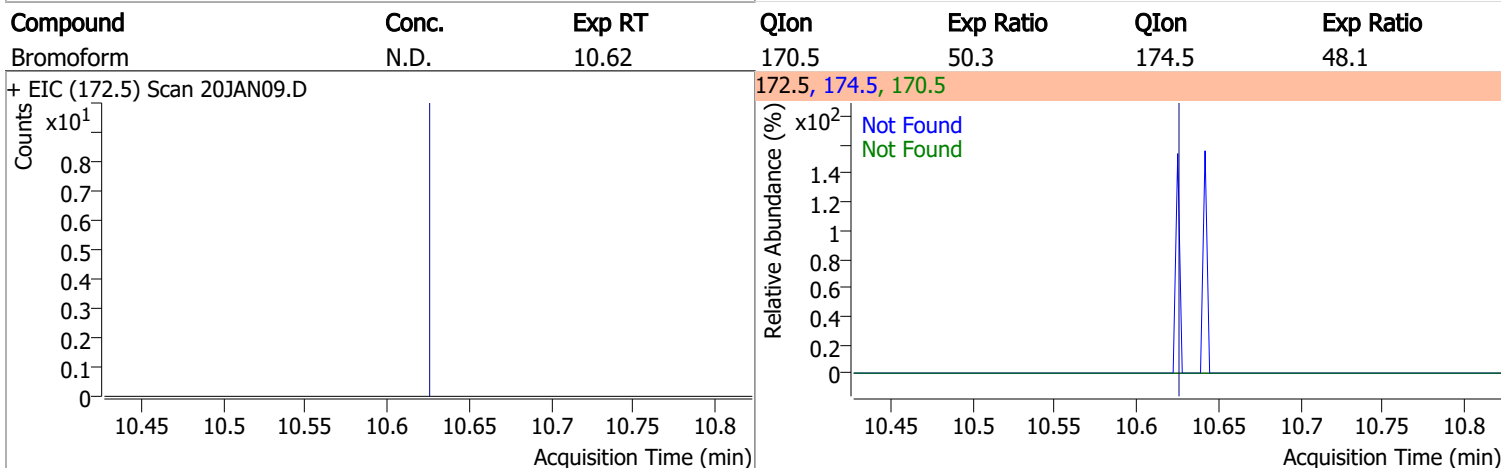 Compound Conc. Exp RT QIon Exp Ratio QIon Exp Ratio
Bromoform N.D. 10.62 170.5 50.3 174.5 48.1
+ EIC (172.5) Scan 20JAN09.D
Counts
x10¹
0.8
0.7
0.6
0.5
0.4
0.3
0.2
0.1
0
10.45 10.5 10.55 10.6 10.65 10.7 10.75 10.8
Acquisition Time (min)
172.5, 174.5, 170.5
Relative Abundance (%)
x10²
Not Found
Not Found
1.4
1.2
1
0.8
0.6
0.4
0.2
0
10.45 10.5 10.55 10.6 10.65 10.7 10.75 10.8
Acquisition Time (min)